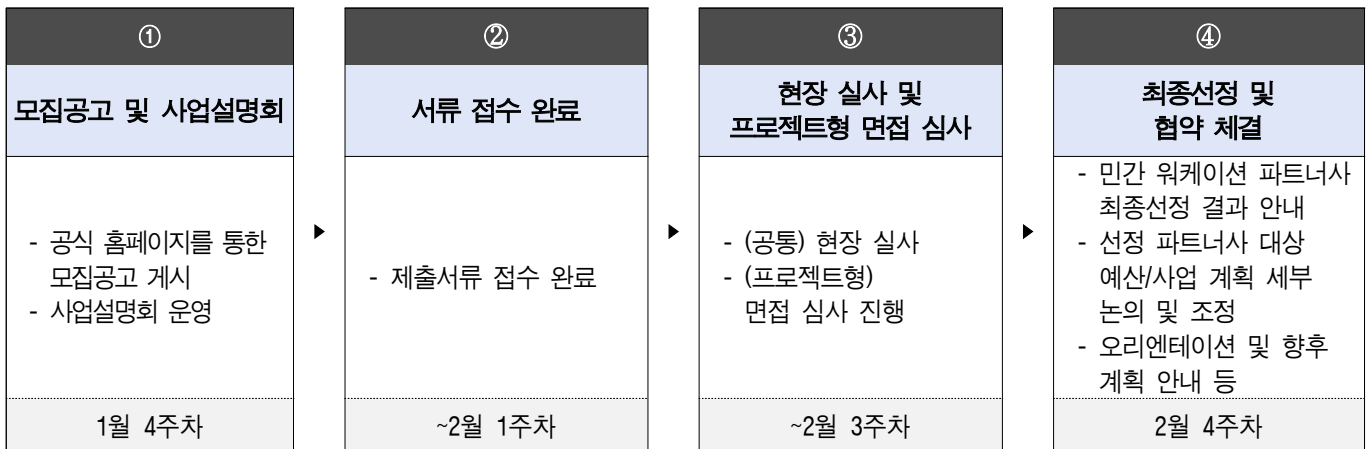 ①
모집공고 및 사업설명회
- 공식 홈페이지를 통한
모집공고 게시
- 사업설명회 운영
1월 4주차
②
서류 접수 완료
- 제출서류 접수 완료
~2월 1주차
③
현장 실사 및
프로젝트형 면접 심사
- (공통) 현장 실사
- (프로젝트형)
면접 심사 진행
~2월 3주차
④
최종선정 및
협약 체결
- 민간 워케이션 파트너사
최종선정 결과 안내
- 선정 파트너사 대상
예산/사업 계획 세부
논의 및 조정
- 오리엔테이션 및 향후
계획 안내 등
2월 4주차